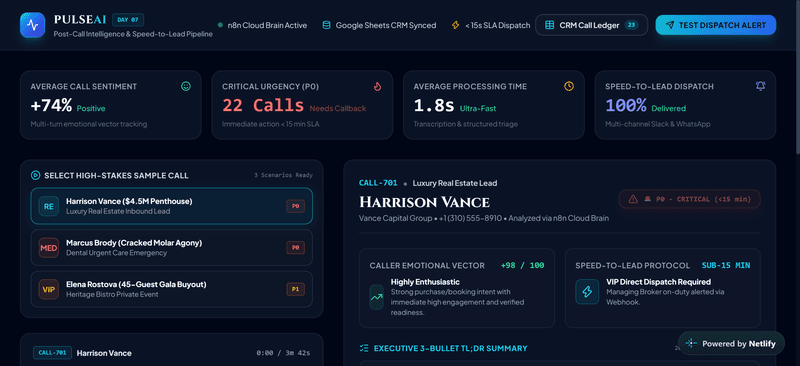 PULSEAI DAY 07
Post-Call Intelligence & Speed-to-Lead Pipeline
n8n Cloud Brain Active
Google Sheets CRM Synced
< 15s SLA Dispatch
CRM Call Ledger 23
TEST DISPATCH ALERT
AVERAGE CALL SENTIMENT
+74% Positive
Multi-turn emotional vector tracking
CRITICAL URGENCY (P0)
22 Calls Needs Callback
Immediate action < 15 min SLA
AVERAGE PROCESSING TIME
1.8s Ultra-Fast
Transcription & structured triage
SPEED-TO-LEAD DISPATCH
100% Delivered
Multi-channel Slack & WhatsApp
SELECT HIGH-STAKES SAMPLE CALL 3 Scenarios Ready
RE Harrison Vance ($4.5M Penthouse) P0
Luxury Real Estate Inbound Lead
MED Marcus Brody (Cracked Molar Agony) P0
Dental Urgent Care Emergency
VIP Elena Rostova (45-Guest Gala Buyout) P1
Heritage Bistro Private Event
CALL-701 Harrison Vance 0:00 / 3m 42s
CALL-701 • Luxury Real Estate Lead
HARRISON VANCE
Vance Capital Group • +1 (310) 555-8910 • Analyzed via n8n Cloud Brain
P0 - CRITICAL (<15 min)
CALLER EMOTIONAL VECTOR +98 / 100
Highly Enthusiastic
Strong purchase/booking intent with
immediate high engagement and verified
readiness.
SPEED-TO-LEAD PROTOCOL SUB-15 MIN
VIP Direct Dispatch Required
Managing Broker on-duty alerted via
Webhook.
EXECUTIVE 3-BULLET TL;DR SUMMARY
Powered by Netlify